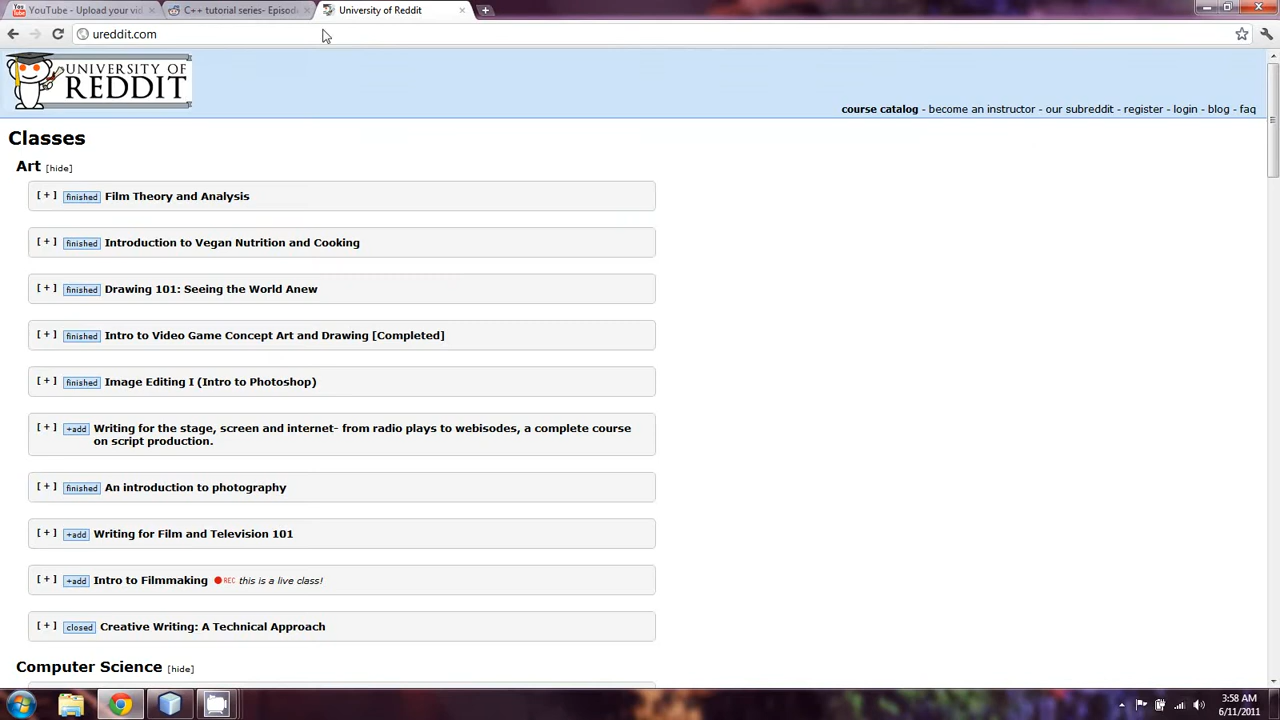 YouTube - Upload your vid
C++ tutorial series- Episod
University of Reddit
ureddit.com
UNIVERSITY OF
REDDIT
course catalog - become an instructor - our subreddit - register - login - blog - faq
Classes
Art [hide]
[+] finished Film Theory and Analysis
[+] finished Introduction to Vegan Nutrition and Cooking
[+] finished Drawing 101: Seeing the World Anew
[+] finished Intro to Video Game Concept Art and Drawing [Completed]
[+] finished Image Editing I (Intro to Photoshop)
[+] +add Writing for the stage, screen and internet- from radio plays to webisodes, a complete course
on script production.
[+] finished An introduction to photography
[+] +add Writing for Film and Television 101
[+] +add Intro to Filmmaking REC this is a live class!
[+] closed Creative Writing: A Technical Approach
Computer Science [hide]
3:58 AM
6/11/2011